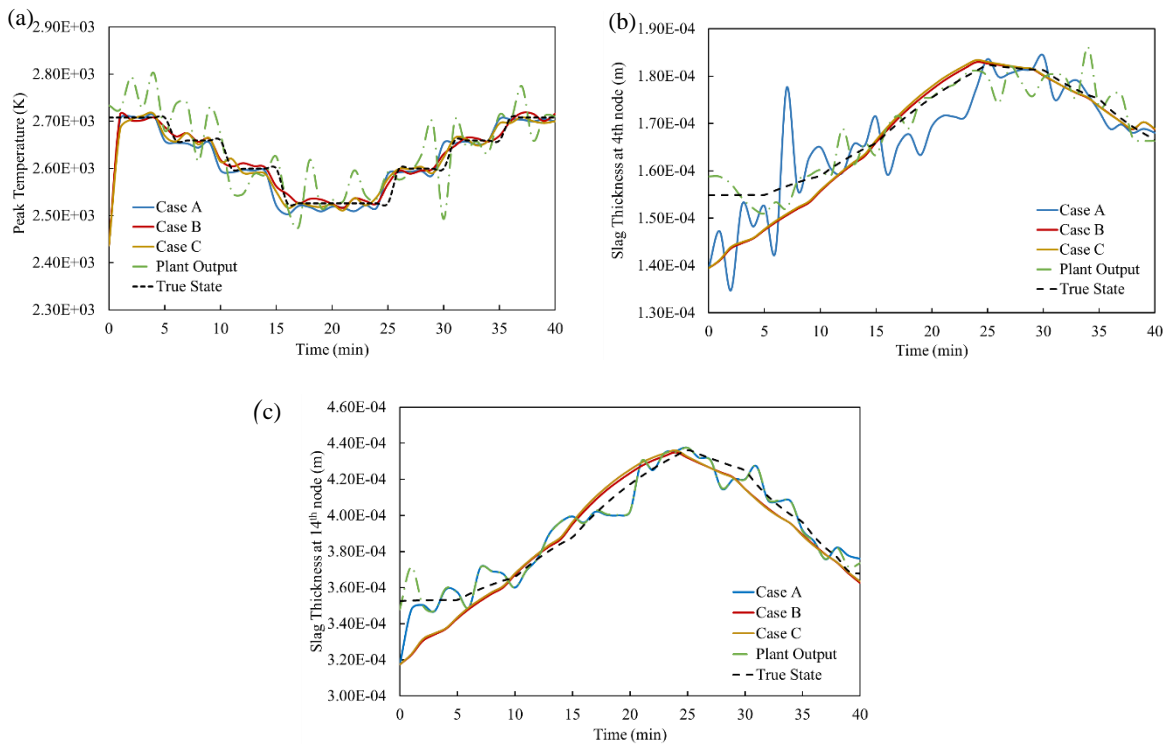 (a)
2.90E+03
2.80E+03
2.70E+03
2.60E+03
2.50E+03
2.40E+03
2.30E+03
Peak Temperature (K)
Case A
Case B
Case C
Plant Output
True State
0 5 10 15 20 25 30 35 40
Time (min)
(b)
1.90E-04
1.80E-04
1.70E-04
1.60E-04
1.50E-04
1.40E-04
1.30E-04
Slag Thickness at 4th node (m)
Case A
Case B
Case C
Plant Output
True State
0 5 10 15 20 25 30 35 40
Time (min)
(c)
4.60E-04
4.40E-04
4.20E-04
4.00E-04
3.80E-04
3.60E-04
3.40E-04
3.20E-04
3.00E-04
Slag Thickness at 14th node (m)
Case A
Case B
Case C
Plant Output
True State
0 5 10 15 20 25 30 35 40
Time (min)